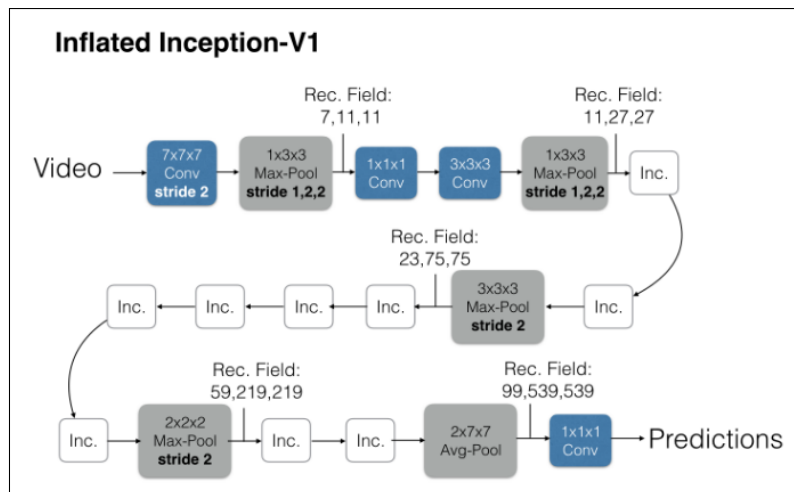 Inflated Inception-V1
Rec. Field:
7,11,11
Rec. Field:
11,27,27
Video
7x7x7
Conv
stride 2
1x3x3
Max-Pool
stride 1,2,2
1x1x1
Conv
3x3x3
Conv
1x3x3
Max-Pool
stride 1,2,2
Inc.
Rec. Field:
23,75,75
Inc.
Inc.
Inc.
Inc.
3x3x3
Max-Pool
stride 2
Inc.
Rec. Field:
59,219,219
Rec. Field:
99,539,539
Inc.
2x2x2
Max-Pool
stride 2
Inc.
Inc.
2x7x7
Avg-Pool
1x1x1
Conv
Predictions